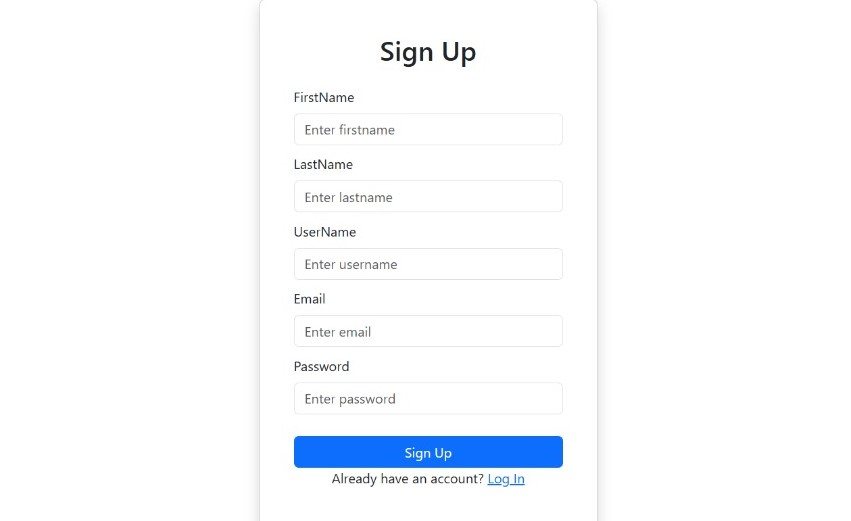 Sign Up
FirstName
Enter firstname
LastName
Enter lastname
UserName
Enter username
Email
Enter email
Password
Enter password
Sign Up
Already have an account? Log In